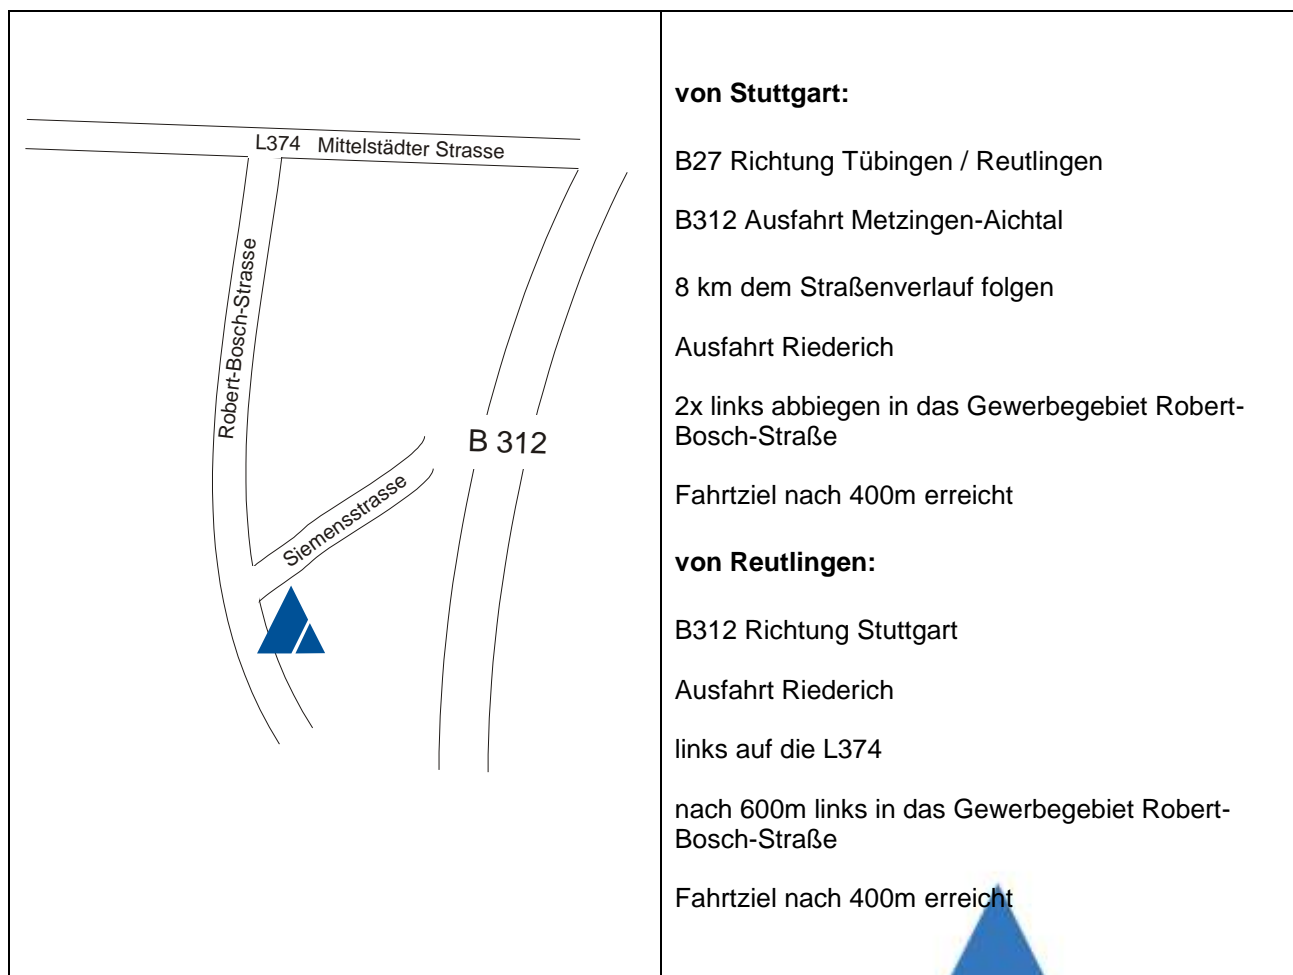 L374 Mittelstädter Strasse
Robert-Bosch-Strasse
B 312
Siemensstrasse
von Stuttgart:
B27 Richtung Tübingen / Reutlingen
B312 Ausfahrt Metzingen-Aichtal
8 km dem Straßenverlauf folgen
Ausfahrt Riederich
2x links abbiegen in das Gewerbegebiet Robert-
Bosch-Straße
Fahrtziel nach 400m erreicht
von Reutlingen:
B312 Richtung Stuttgart
Ausfahrt Riederich
links auf die L374
nach 600m links in das Gewerbegebiet Robert-
Bosch-Straße
Fahrtziel nach 400m erreicht